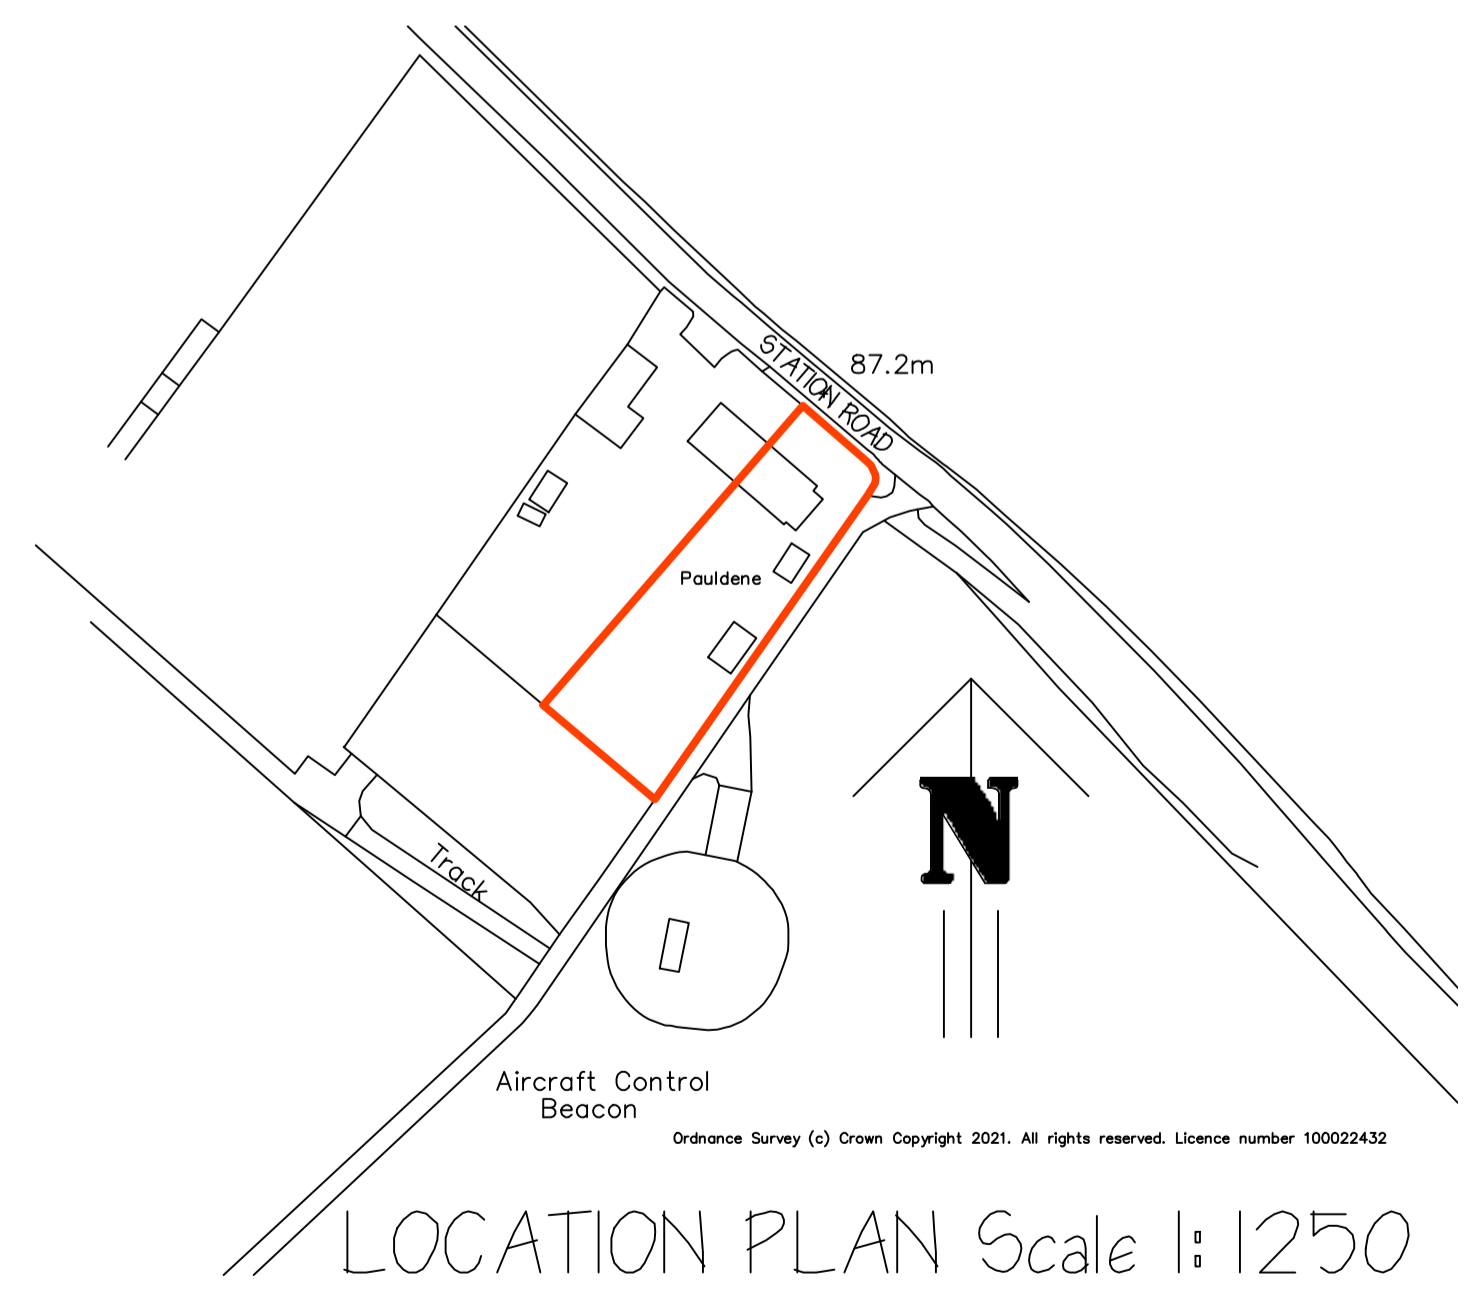 STATION ROAD
87.2m
Pauldene
Track
N
Aircraft Control
Beacon
Ordnance Survey (c) Crown Copyright 2021. All rights reserved. Licence number 100022432
LOCATION PLAN Scale 1:1250